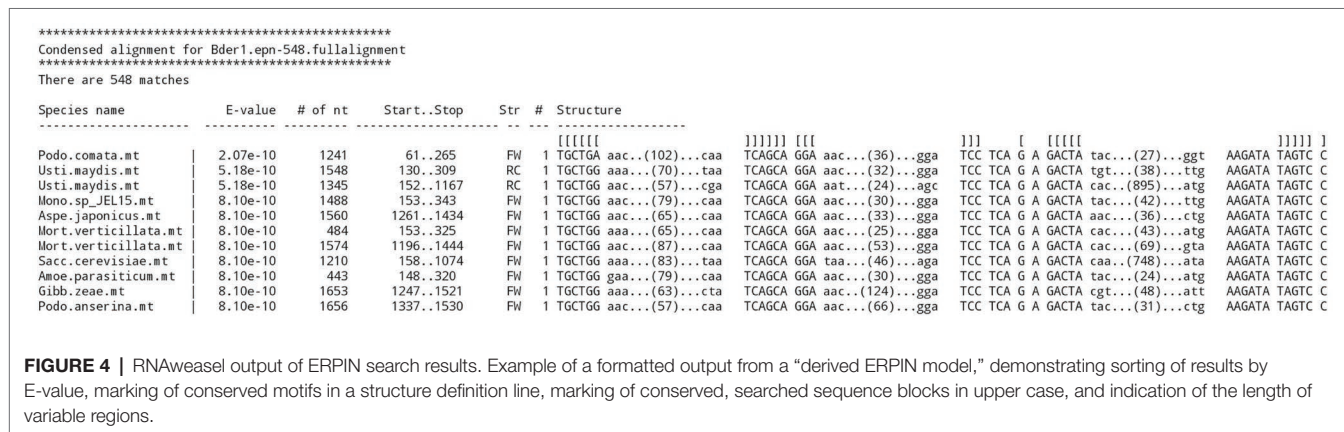 *************************************************
Condensed alignment for Bder1.epn-548.fullalignment
*************************************************
There are 548 matches
Species name E-value # of nt Start..Stop Str # Structure
-------------------- ---------- --------- ------------------- -- --- -----------------
[[[[[[ ]]]]]] [[[ ]]] [ [[[[[ ]]]]] ]
Podo.comata.mt | 2.07e-10 1241 61..265 FW 1 TGCTGA aac..(102)...caa TCAGCA GGA aac...(36)...gga TCC TCA G A GACTA tac...(27)...ggt AAGATA TAGTC C
Usti.maydis.mt | 5.18e-10 1548 130..309 RC 1 TGCTGG aaa...(70)...taa TCAGCA GGA aac...(32)...gga TCC TCA G A GACTA tgt...(38)...ttg AAGATA TAGTC C
Usti.maydis.mt | 5.18e-10 1345 152..1167 RC 1 TGCTGG aac...(57)...cga TCAGCA GGA aat...(24)...agc TCC TCA G A GACTA cac..(895)...atg AAGATA TAGTC C
Mono.sp_JEL15.mt | 8.10e-10 1488 153..343 FW 1 TGCTGG aac...(79)...caa TCAGCA GGA aac...(30)...gga TCC TCA G A GACTA tac...(42)...ttg AAGATA TAGTC C
Aspe.japonicus.mt | 8.10e-10 1560 1261..1434 FW 1 TGCTGG aac...(65)...caa TCAGCA GGA aac...(33)...gga TCC TCA G A GACTA aac...(36)...ctg AAGATA TAGTC C
Mort.verticillata.mt | 8.10e-10 484 153..325 FW 1 TGCTGG aaa...(65)...caa TCAGCA GGA aac...(25)...gga TCC TCA G A GACTA cac...(43)...atg AAGATA TAGTC C
Mort.verticillata.mt | 8.10e-10 1574 1196..1444 FW 1 TGCTGG aac...(87)...caa TCAGCA GGA aac...(53)...gga TCC TCA G A GACTA cac...(69)...gta AAGATA TAGTC C
Sacc.cerevisiae.mt | 8.10e-10 1210 158..1074 FW 1 TGCTGG aaa...(83)...taa TCAGCA GGA taa...(46)...aga TCC TCA G A GACTA caa..(748)...ata AAGATA TAGTC C
Amoe.parasiticum.mt | 8.10e-10 443 148..320 FW 1 TGCTGG gaa...(79)...caa TCAGCA GGA aac...(30)...gga TCC TCA G A GACTA tac...(24)...atg AAGATA TAGTC C
Gibb.zeae.mt | 8.10e-10 1653 1247..1521 FW 1 TGCTGG aaa...(63)...cta TCAGCA GGA aac..(124)...gga TCC TCA G A GACTA cgt...(48)...att AAGATA TAGTC C
Podo.anserina.mt | 8.10e-10 1656 1337..1530 FW 1 TGCTGG aac...(57)...caa TCAGCA GGA aac...(66)...gga TCC TCA G A GACTA tac...(31)...ctg AAGATA TAGTC C
FIGURE 4 | RNAweasel output of ERPIN search results. Example of a formatted output from a “derived ERPIN model,” demonstrating sorting of results by
E-value, marking of conserved motifs in a structure definition line, marking of conserved, searched sequence blocks in upper case, and indication of the length of
variable regions.